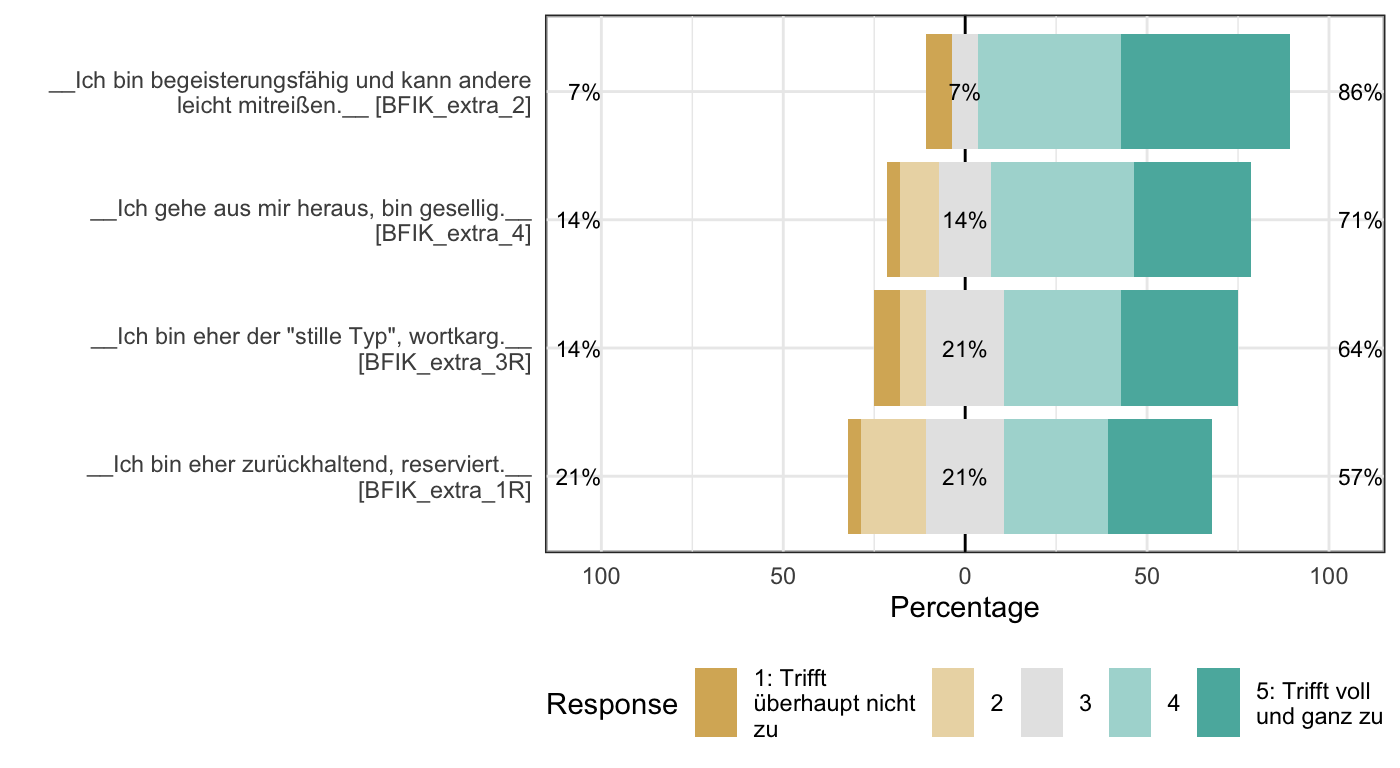 __Ich bin begeisterungsfähig und kann andere
leicht mitreißen.__ [BFIK_extra_2]
7%
7%
86%
__Ich gehe aus mir heraus, bin gesellig.__
[BFIK_extra_4]
14%
14%
71%
__Ich bin eher der "stille Typ", wortkarg.__
[BFIK_extra_3R]
14%
21%
64%
__Ich bin eher zurückhaltend, reserviert.__
[BFIK_extra_1R]
21%
21%
57%
100 50 0 50 100
Percentage
Response
1: Trifft
überhaupt nicht
zu
2
3
4
5: Trifft voll
und ganz zu